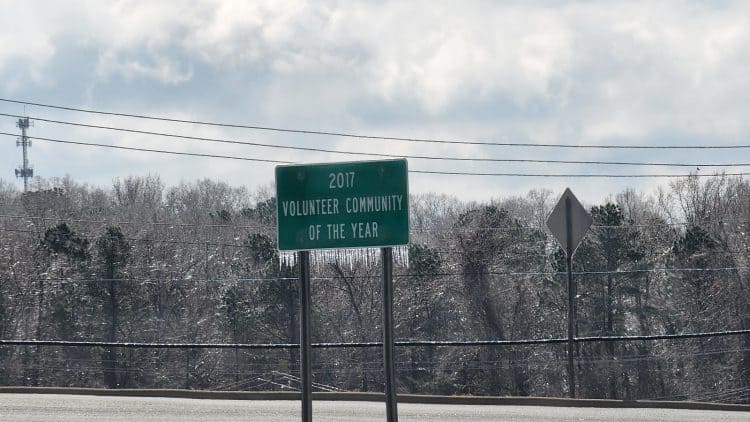 2017
VOLUNTEER COMMUNITY
OF THE YEAR